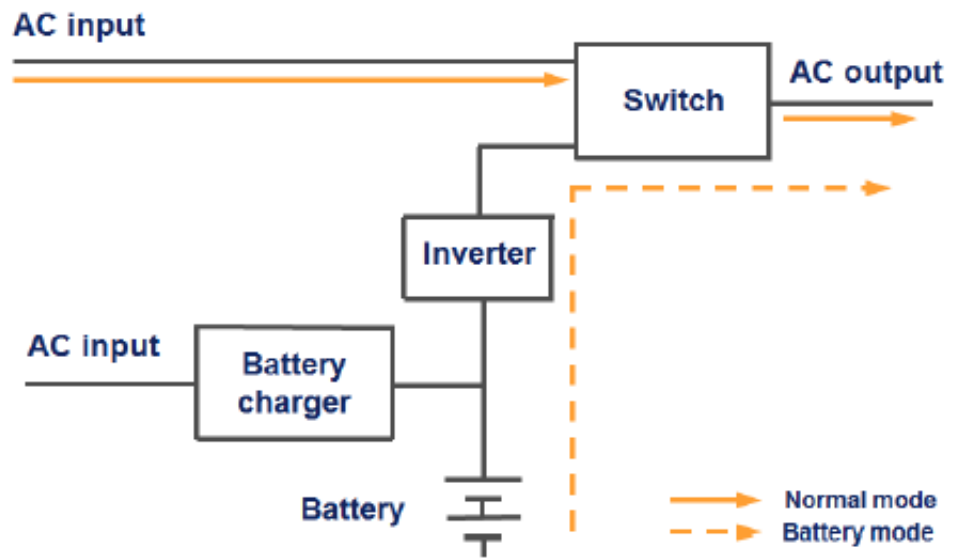 AC input
AC output
Switch
Inverter
AC input
Battery
charger
Battery
Normal mode
Battery mode